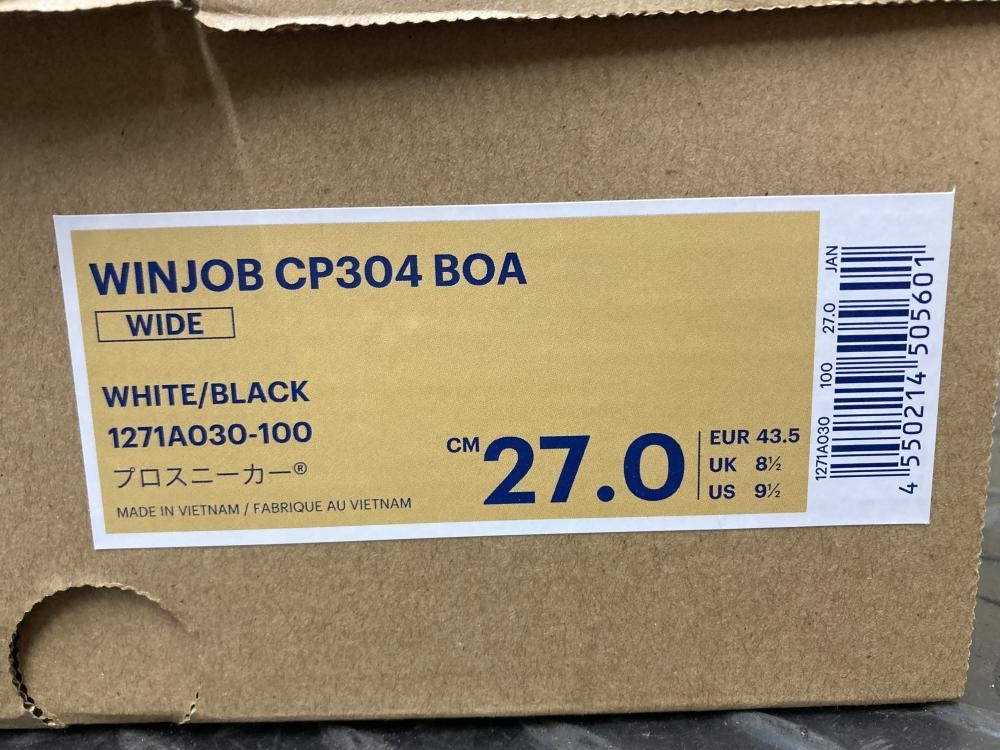 WINJOB CP304 BOA
WIDE
WHITE/BLACK
1271A030-100
プロスニーカー®
MADE IN VIETNAM / FABRIQUE AU VIETNAM
CM 27.0
EUR 43.5
UK 8½
US 9½
1271A030 100 27.0 JAN
4 550214 505601